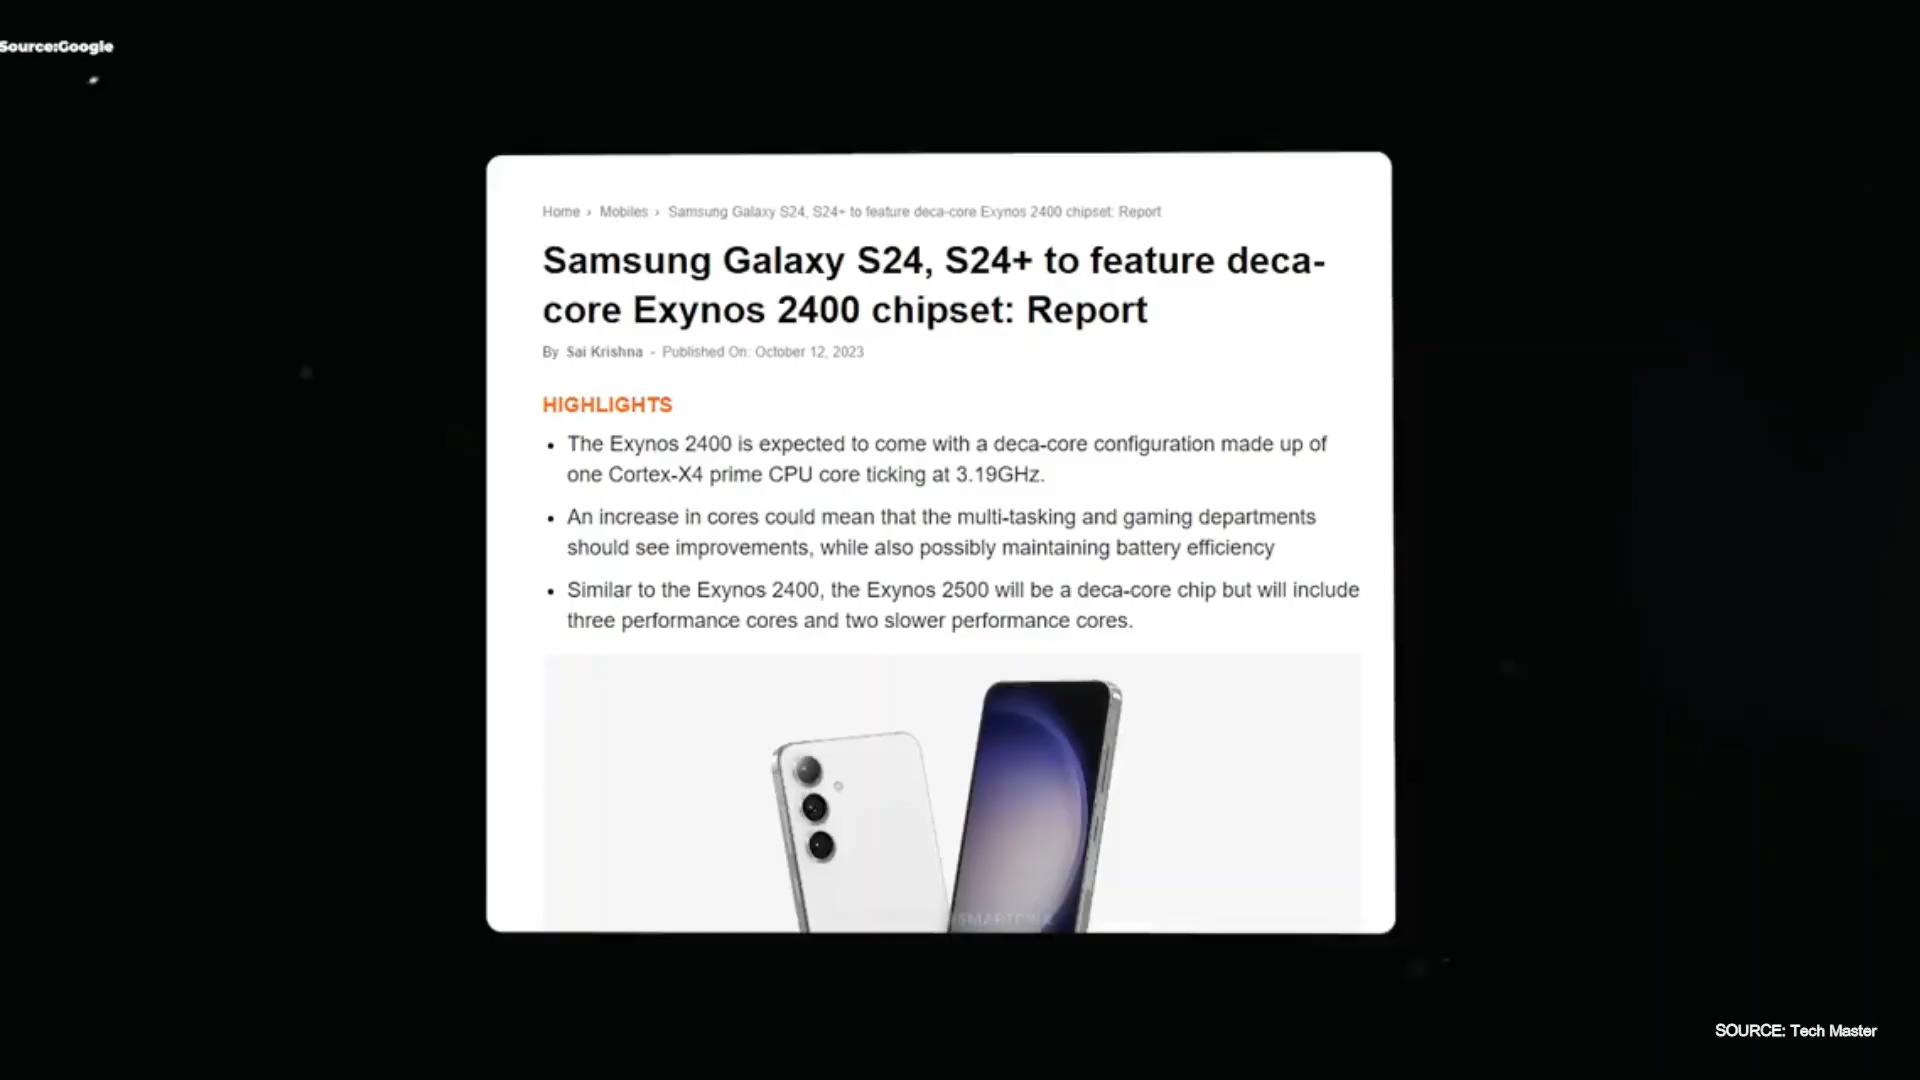 Source:Google
Home › Mobiles › Samsung Galaxy S24, S24+ to feature deca-core Exynos 2400 chipset: Report
Samsung Galaxy S24, S24+ to feature deca-
core Exynos 2400 chipset: Report
By Sai Krishna - Published On: October 12, 2023
HIGHLIGHTS
• The Exynos 2400 is expected to come with a deca-core configuration made up of
one Cortex-X4 prime CPU core ticking at 3.19GHz.
• An increase in cores could mean that the multi-tasking and gaming departments
should see improvements, while also possibly maintaining battery efficiency
• Similar to the Exynos 2400, the Exynos 2500 will be a deca-core chip but will include
three performance cores and two slower performance cores.
SOURCE: Tech Master